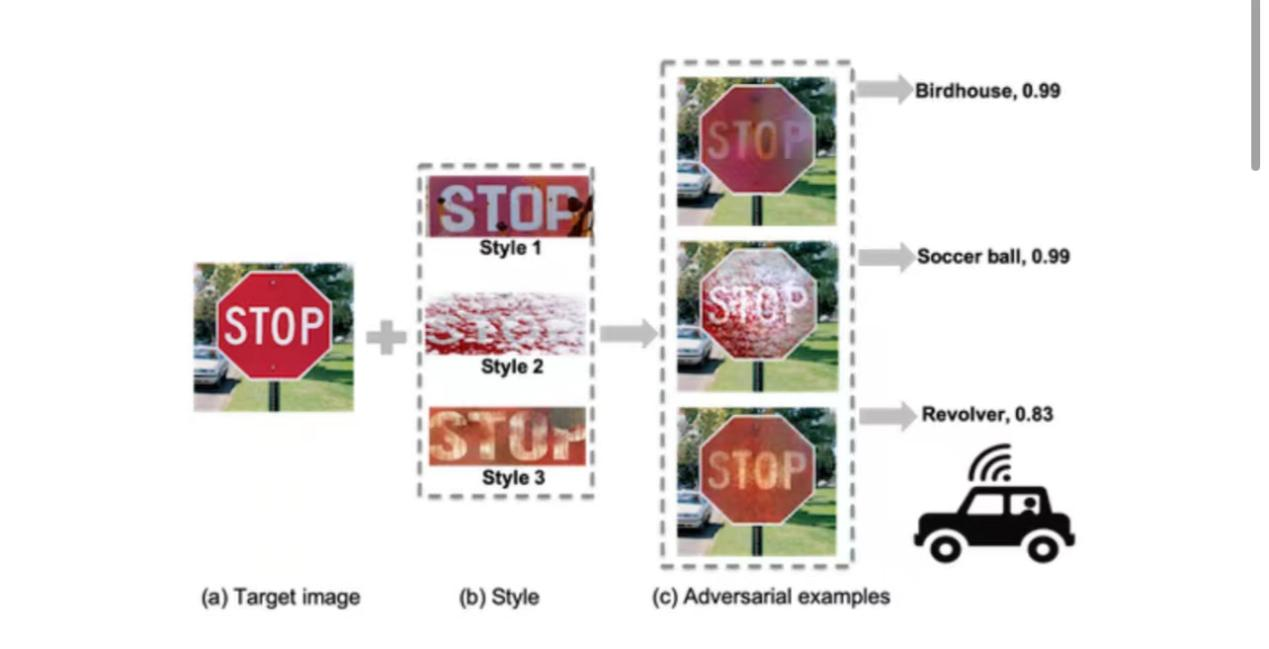 STOP
STOP
Style 1
STOP
Style 2
STOP
Style 3
STOP
Birdhouse, 0.99
STOP
Soccer ball, 0.99
STOP
Revolver, 0.83
(a) Target image
(b) Style
(c) Adversarial examples